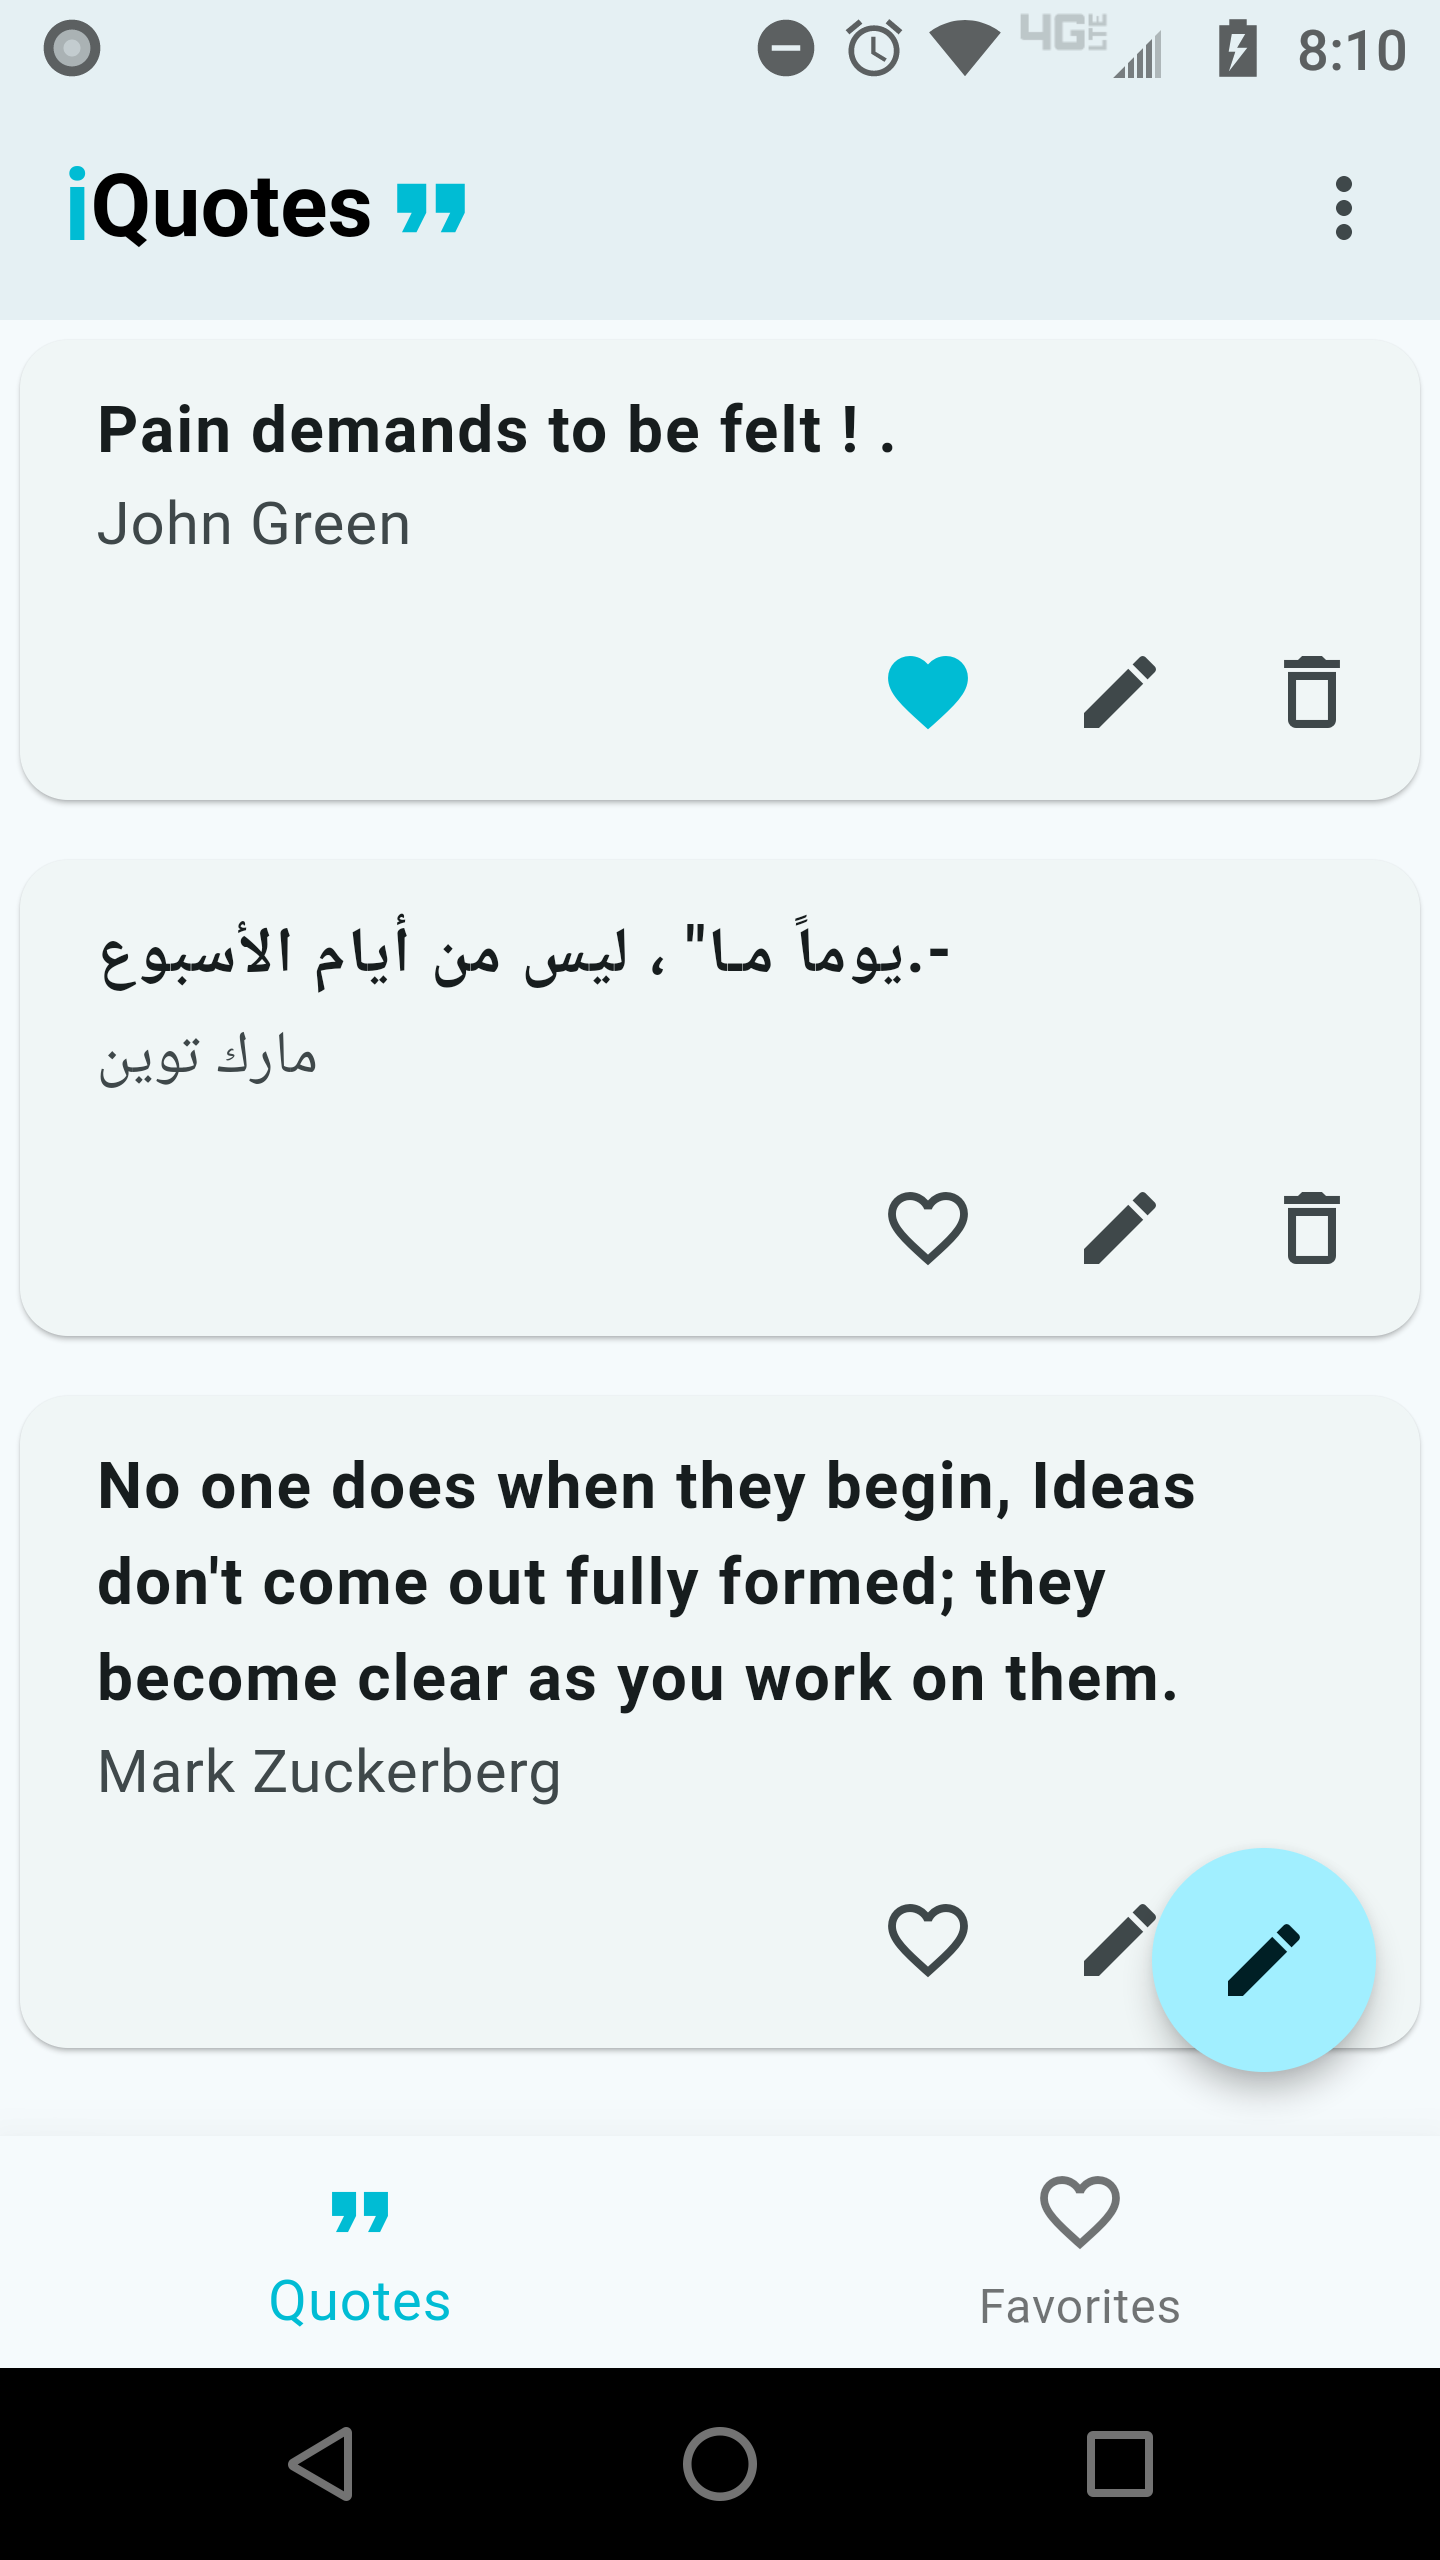 4G LTE 8:10
iQuotes
Pain demands to be felt ! .
John Green
-.يوماً مـا" ، ليس من أيام الأسبوع
مارك توين
No one does when they begin, Ideas
don't come out fully formed; they
become clear as you work on them.
Mark Zuckerberg
Quotes
Favorites